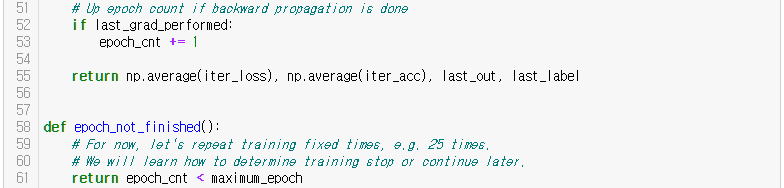 51 # Up epoch count if backward propagation is done
52 if last_grad_performed:
53 epoch_cnt += 1
54
55 return np.average(iter_loss), np.average(iter_acc), last_out, last_label
56
57
58 def epoch_not_finished():
59 # For now, let's repeat training fixed times, e.g. 25 times.
60 # We will learn how to determine training stop or continue later.
61 return epoch_cnt < maximum_epoch